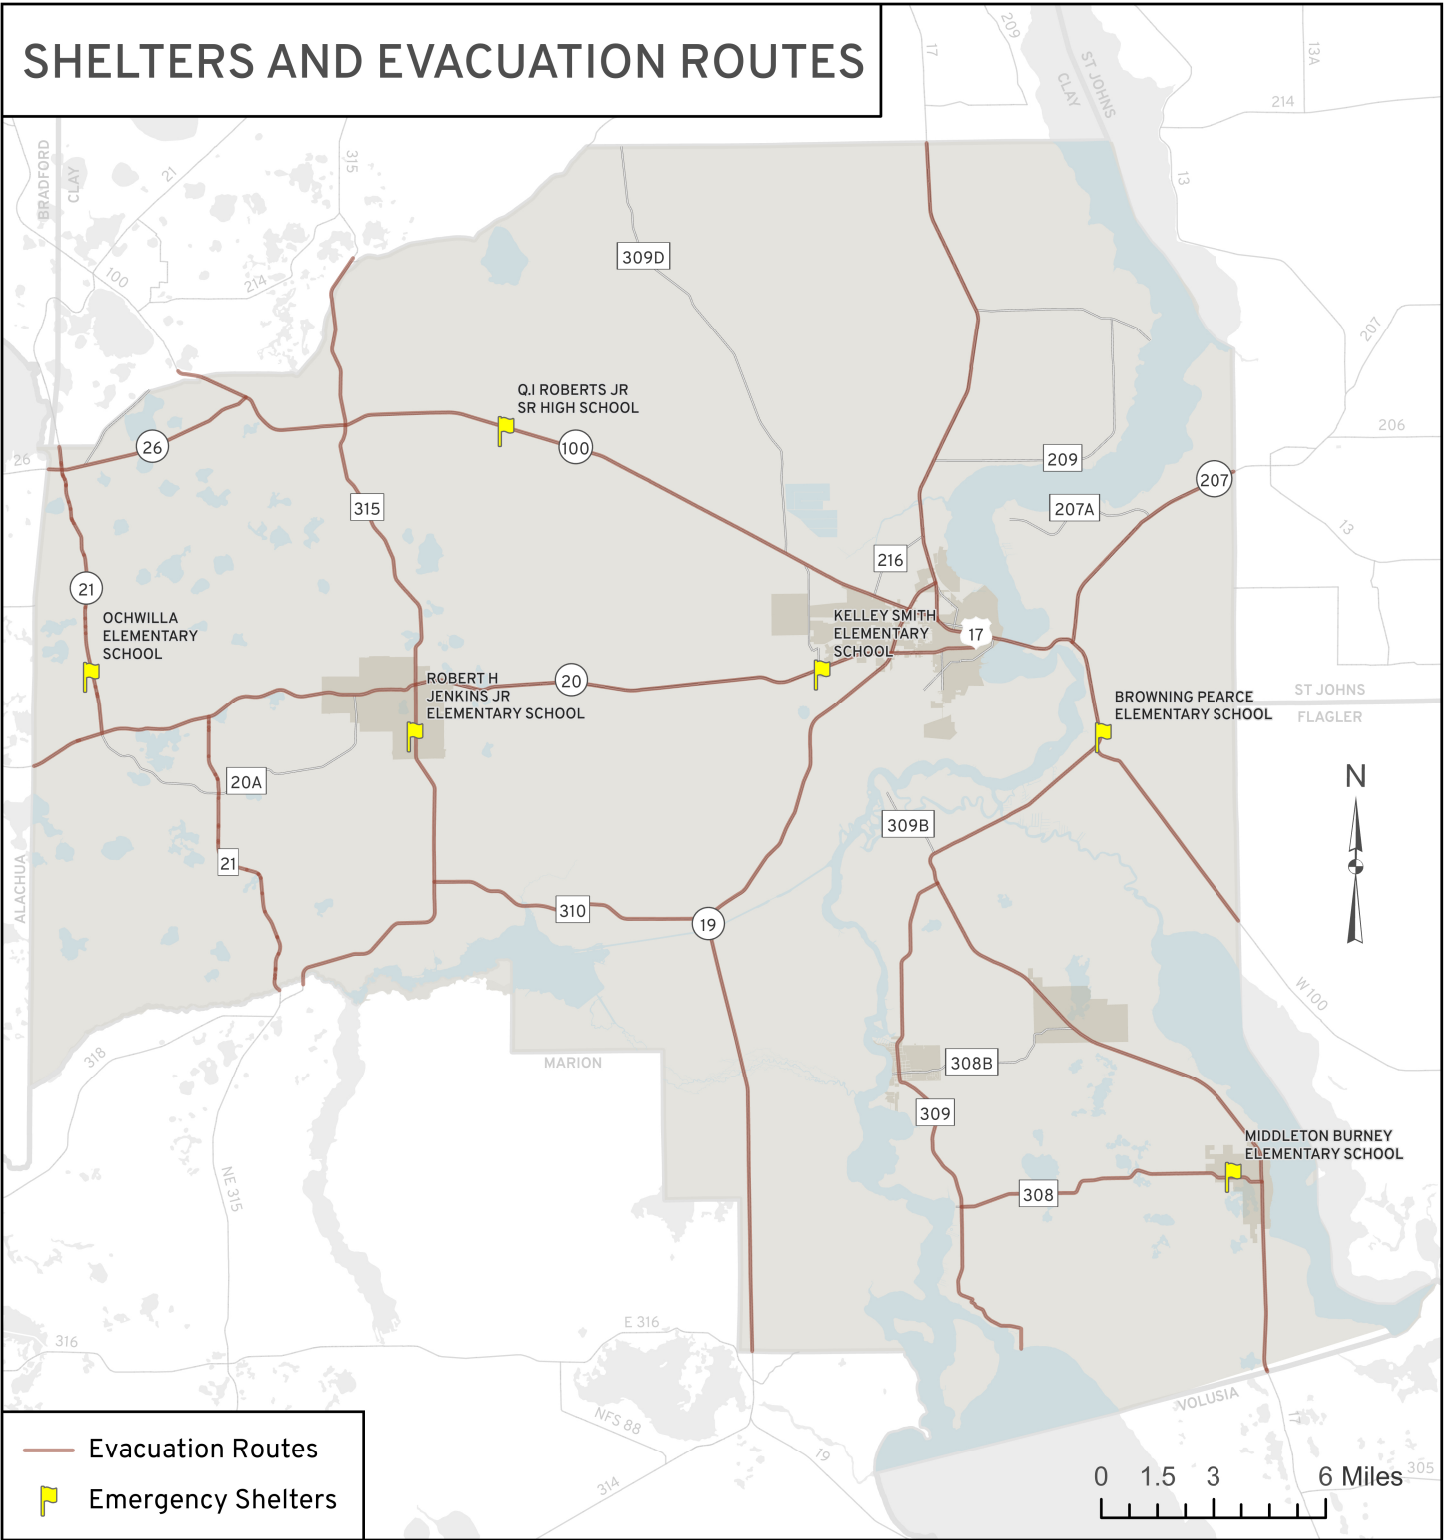 SHELTERS AND EVACUATION ROUTES
17
209
ST JOHNS
CLAY
13A
214
BRADFORD
CLAY
21
315
13
100
214
309D
207
Q.I ROBERTS JR
SR HIGH SCHOOL
26
26
100
209
206
207
315
207A
13
216
21
OCHWILLA
ELEMENTARY
SCHOOL
KELLEY SMITH
ELEMENTARY
SCHOOL
17
ROBERT H
JENKINS JR
ELEMENTARY SCHOOL
20
BROWNING PEARCE
ELEMENTARY SCHOOL
ST JOHNS
FLAGLER
N
20A
309B
21
ALACHUA
310
19
W 100
318
MARION
308B
309
MIDDLETON BURNEY
ELEMENTARY SCHOOL
NE 315
308
316
E 316
VOLUSIA
NFS 88
17
19
314
305
Evacuation Routes
Emergency Shelters
0 1.5 3 6 Miles